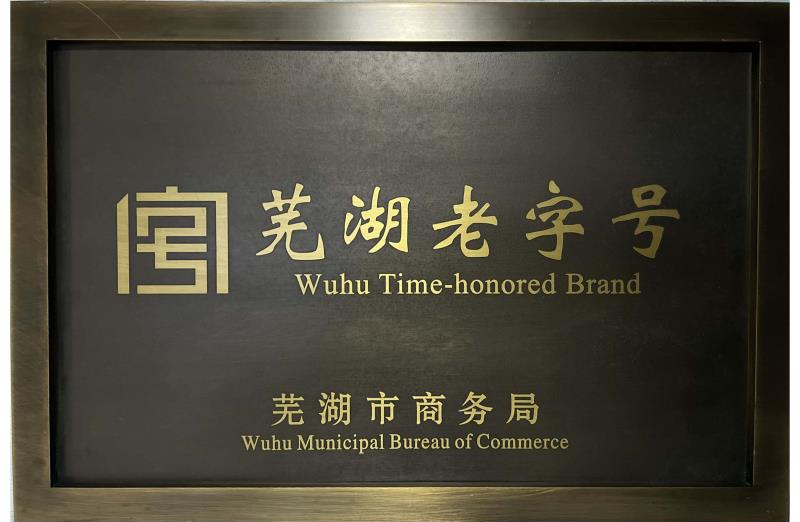 芜湖老字号
Wuhu Time-honored Brand
芜湖市商务局
Wuhu Municipal Bureau of Commerce